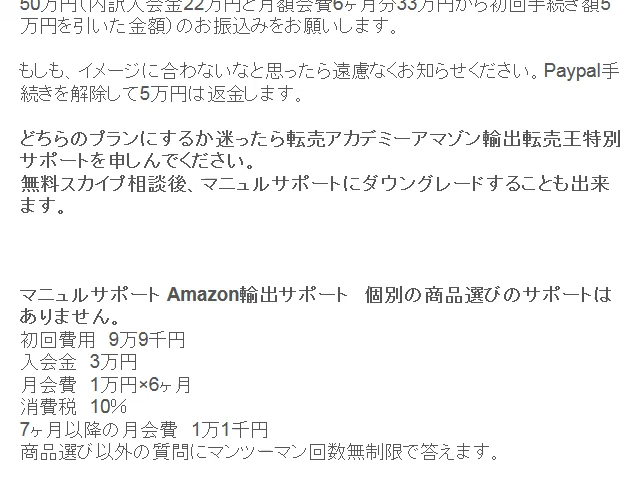 50万円（内訳入会金22万円と月額会費6ヶ月分33万円から初回手続き額5
万円を引いた金額）のお振込みをお願いします。
もしも、イメージに合わないなと思ったら遠慮なくお知らせください。Paypal手
続きを解除して5万円は返金します。
どちらのプランにするか迷ったら転売アカデミーアマゾン輸出転売王特別
サポートを申しんでください。
無料スカイプ相談後、マニュルサポートにダウングレードすることも出来
ます。
マニュルサポート Amazon輸出サポート　個別の商品選びのサポートは
ありません。
初回費用　9万9千円
入会金　3万円
月会費　1万円×6ヶ月
消費税　10%
7ヶ月以降の月会費　1万1千円
商品選び以外の質問にマンツーマン回数無制限で答えます。